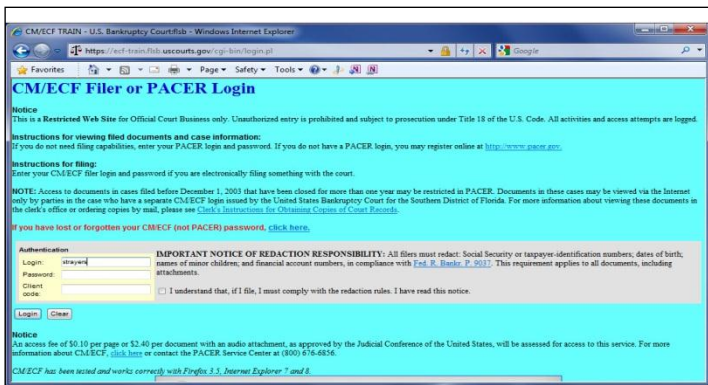 CM/ECF TRAIN - U.S. Bankruptcy Court:flsb - Windows Internet Explorer
https://ecf-train.flsb.uscourts.gov/cgi-bin/login.pl
Google
Favorites
Page
Safety
Tools
CM/ECF Filer or PACER Login
Notice
This is a Restricted Web Site for Official Court Business only. Unauthorized entry is prohibited and subject to prosecution under Title 18 of the U.S. Code. All activities and access attempts are logged.
Instructions for viewing filed documents and case information:
If you do not need filing capabilities, enter your PACER login and password. If you do not have a PACER login, you may register online at http://www.pacer.gov.
Instructions for filing:
Enter your CM/ECF filer login and password if you are electronically filing something with the court.
NOTE: Access to documents in cases filed before December 1, 2003 that have been closed for more than one year may be restricted in PACER. Documents in these cases may be viewed via the Internet
only by parties in the case who have a separate CM/ECF login issued by the United States Bankruptcy Court for the Southern District of Florida. For more information about viewing these documents in
the clerk's office or ordering copies by mail, please see Clerk's Instructions for Obtaining Copies of Court Records.
If you have lost or forgotten your CM/ECF (not PACER) password, click here.
Authentication
Login: strayers
Password:
Client
code:
IMPORTANT NOTICE OF REDACTION RESPONSIBILITY: All filers must redact: Social Security or taxpayer-identification numbers; dates of birth;
names of minor children; and financial account numbers, in compliance with Fed. R. Bankr. P. 9037. This requirement applies to all documents, including
attachments.
I understand that, if I file, I must comply with the redaction rules. I have read this notice.
Login Clear
Notice
An access fee of $0.10 per page or $2.40 per document with an audio attachment, as approved by the Judicial Conference of the United States, will be assessed for access to this service. For more
information about CM/ECF, click here or contact the PACER Service Center at (800) 676-6856.
CM/ECF has been tested and works correctly with Firefox 3.5, Internet Explorer 7 and 8.